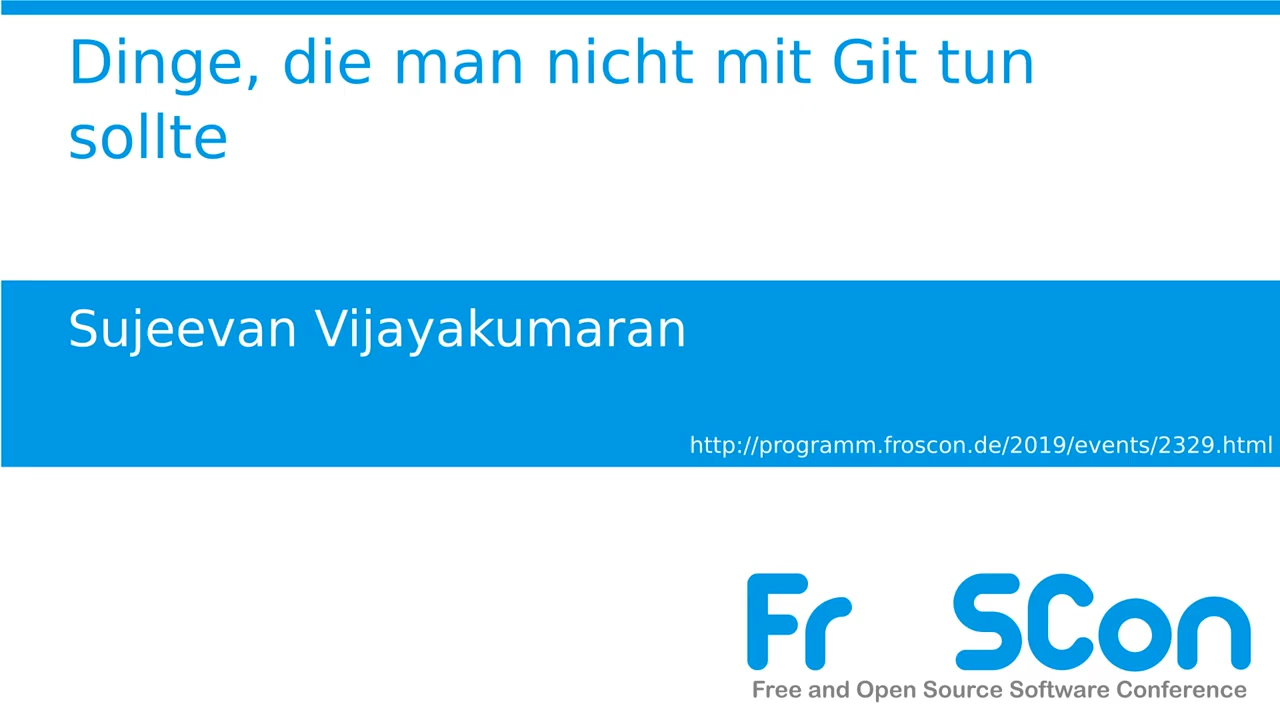 Dinge, die man nicht mit Git tun
sollte
Sujeevan Vijayakumaran
http://programm.froscon.de/2019/events/2329.html
Fr SCon
Free and Open Source Software Conference